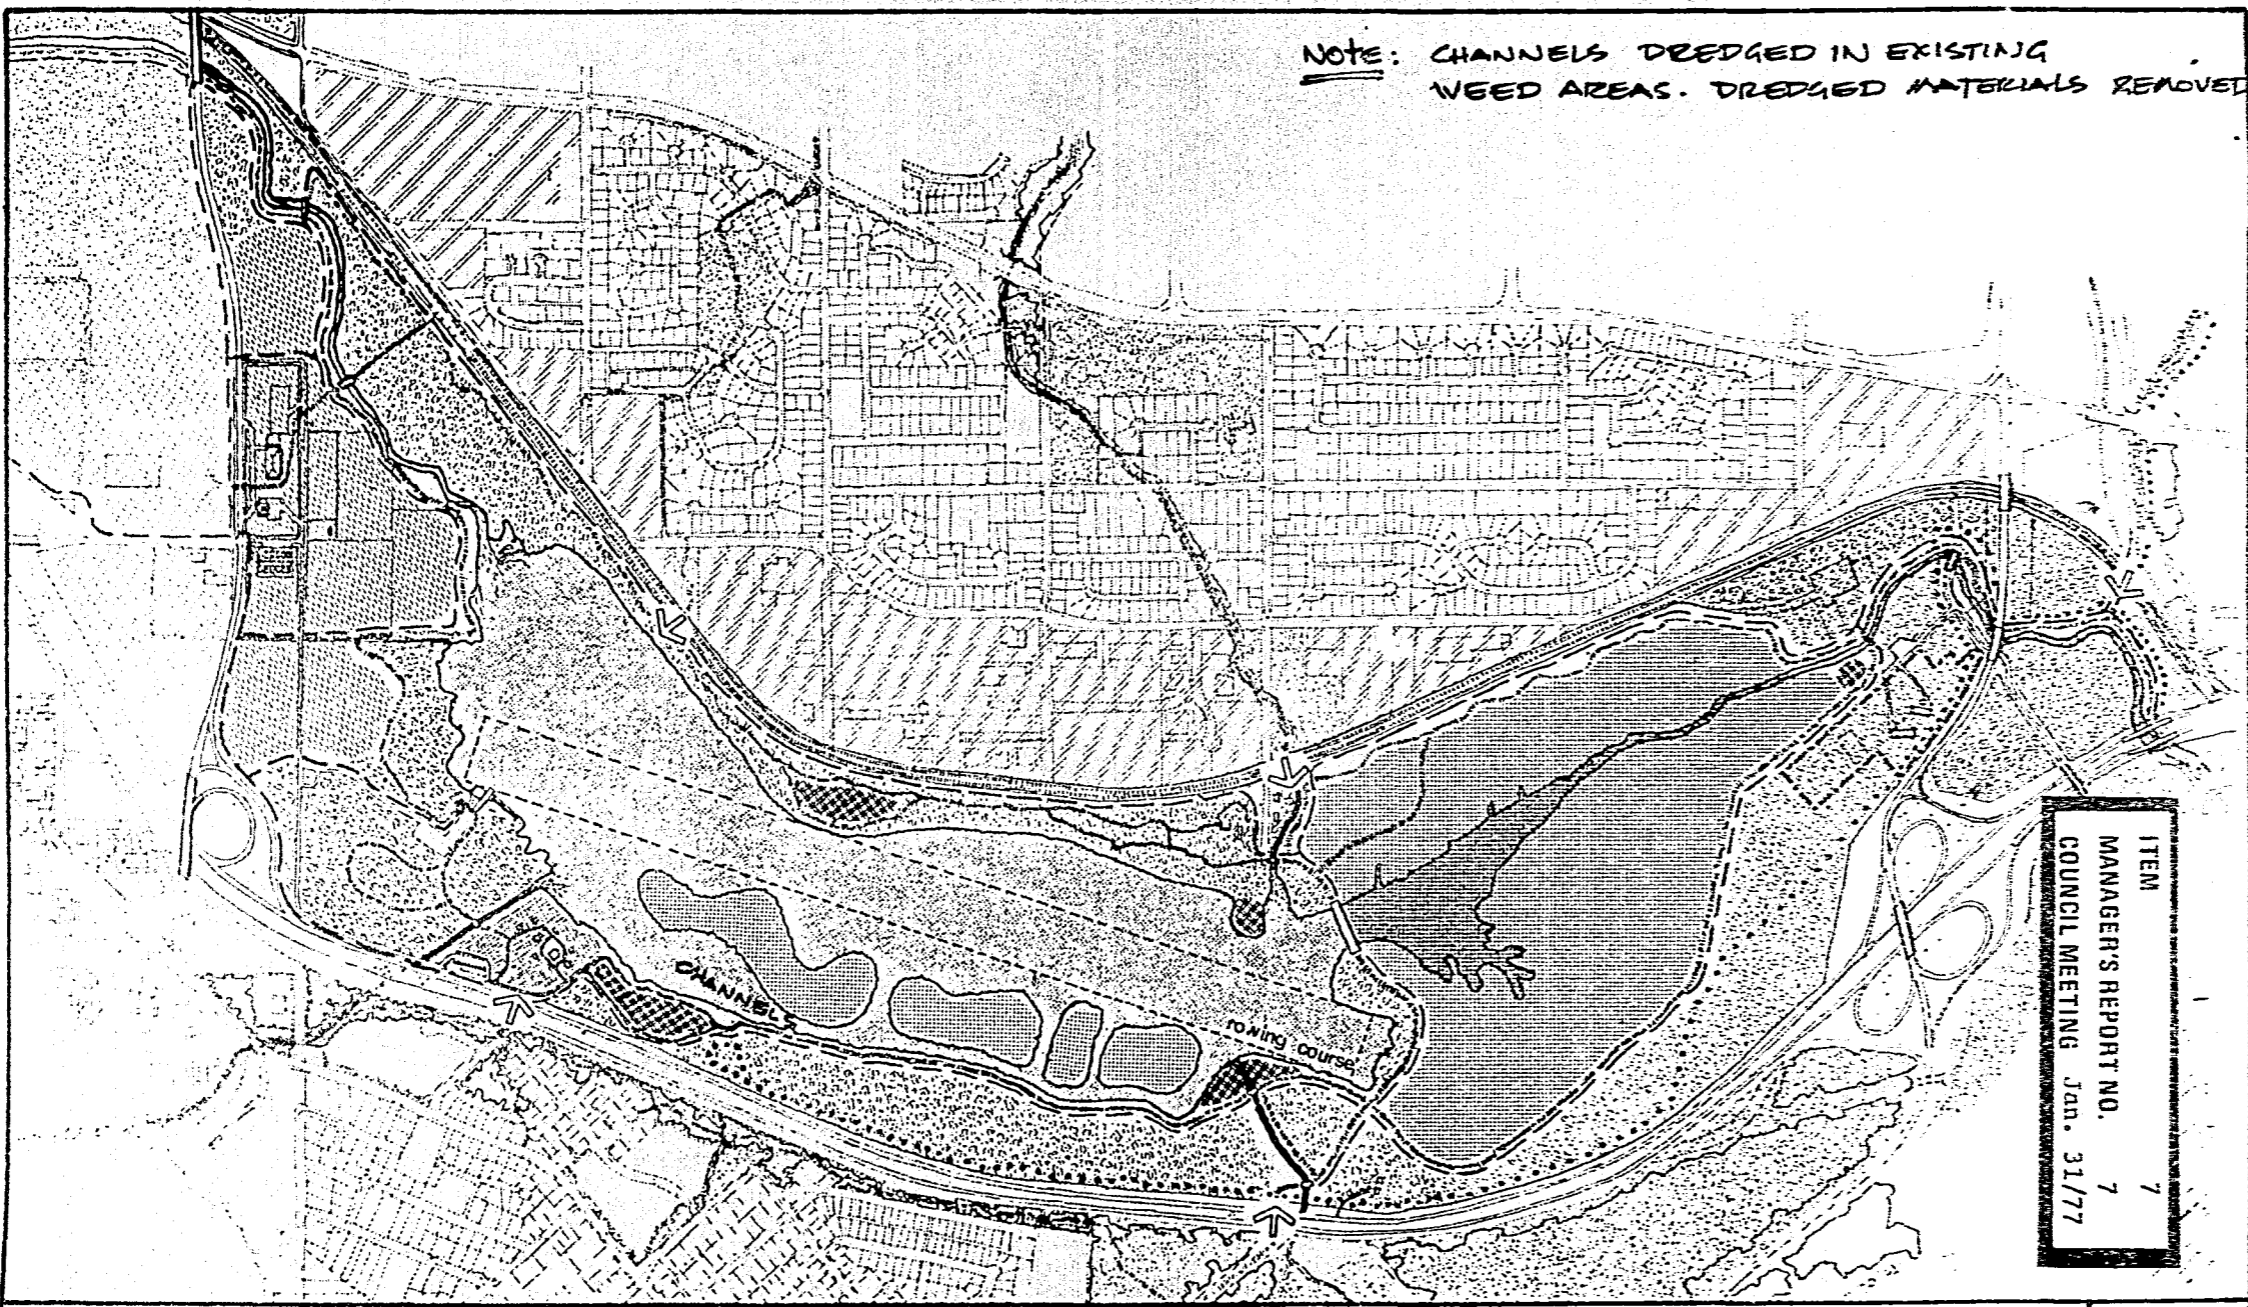 NOTE: CHANNELS DREDGED IN EXISTING
WEED AREAS. DREDGED MATERIALS REMOVED
CHANNELS
rowing course
ITEM 7
MANAGER'S REPORT NO. 7
COUNCIL MEETING Jan. 31/77